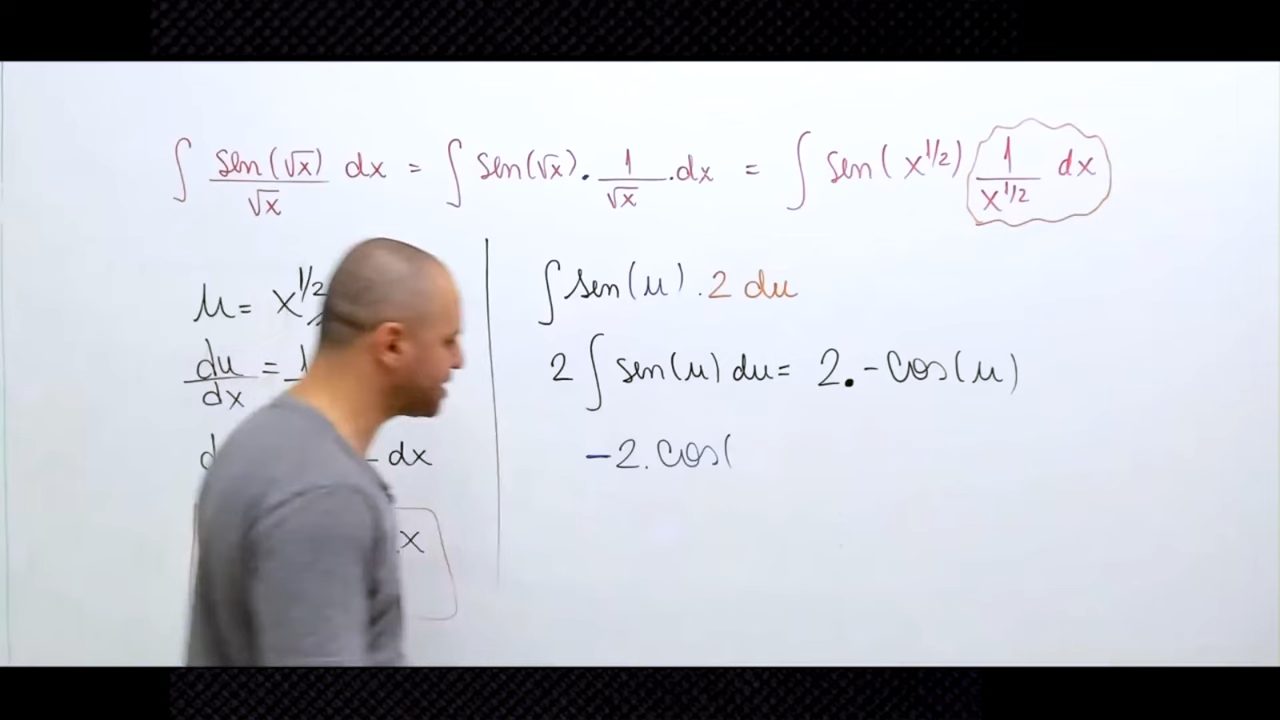 ∫ sen(√x)/√x dx = ∫ sen(√x) . 1/√x . dx = ∫ sen(x^1/2) 1/x^1/2 dx
u = x^1/2
du/dx =
dx
x
∫ sen(u) . 2 du
2 ∫ sen(u) du = 2 . - cos(u)
-2 . cos(